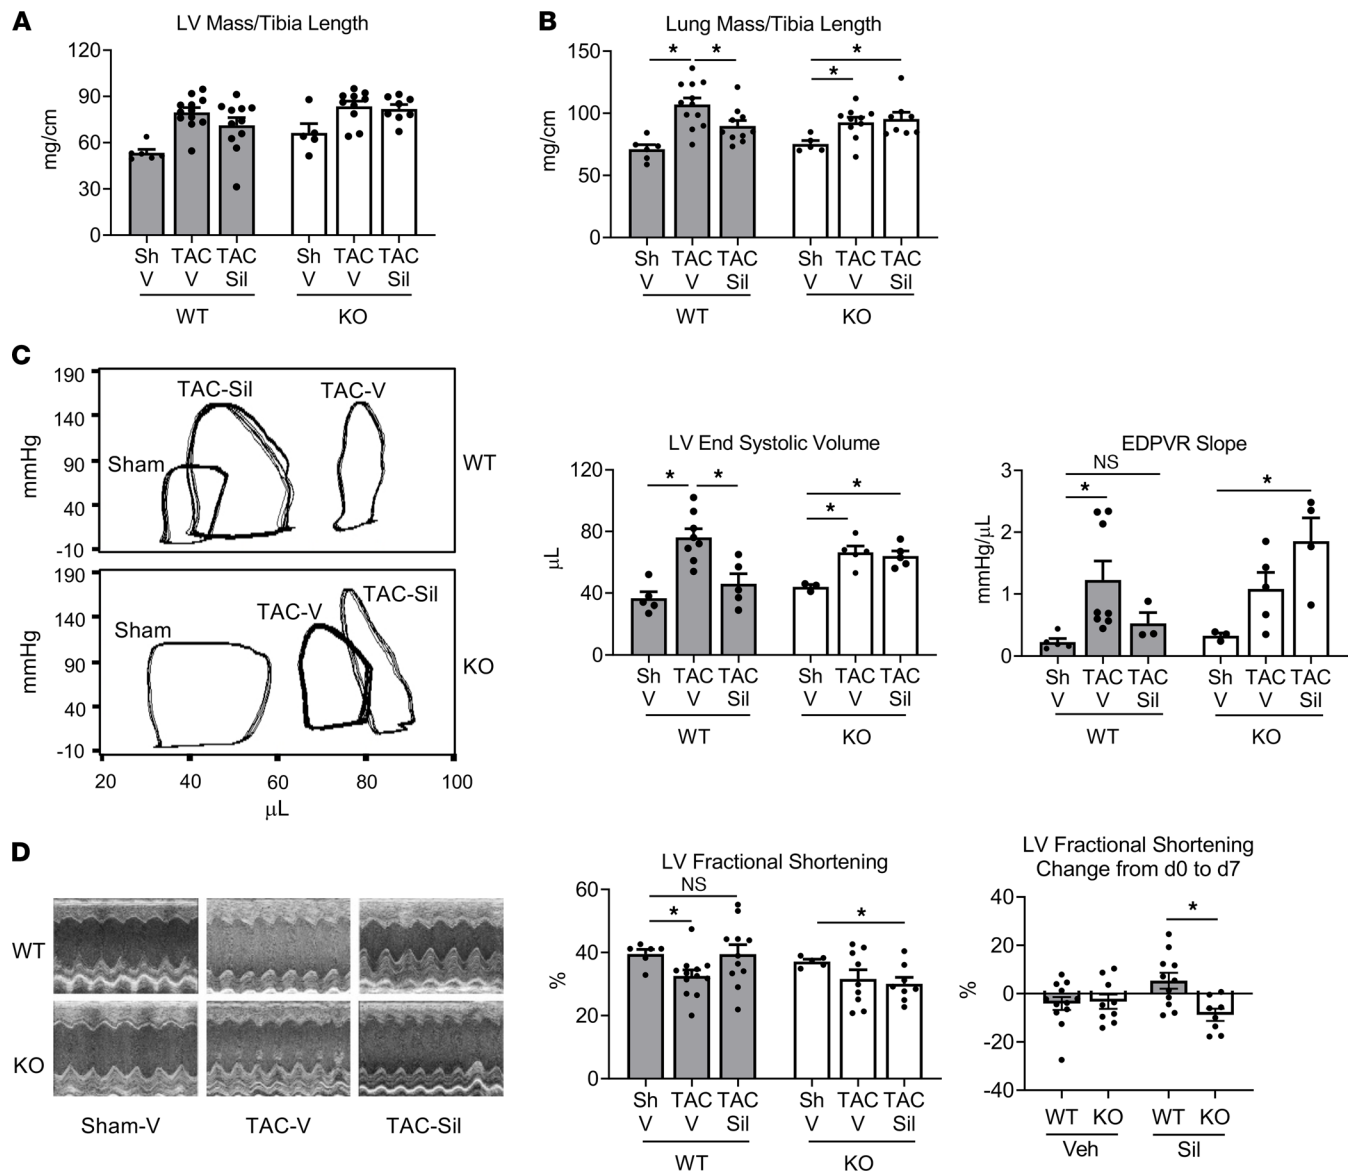 A
LV Mass/Tibia Length
120
90
60
30
0
mg/cm
Sh TAC TAC
V V Sil
Sh TAC TAC
V V Sil
WT
KO
B
Lung Mass/Tibia Length
150
100
50
0
mg/cm
* *
* *
Sh TAC TAC
V V Sil
Sh TAC TAC
V V Sil
WT
KO
C
190
140
90
40
-10
mmHg
TAC-Sil
TAC-V
Sham
WT
190
140
90
40
-10
mmHg
TAC-Sil
TAC-V
Sham
KO
20 40 60 80 100
μL
LV End Systolic Volume
120
80
40
0
μL
* *
*
*
Sh TAC TAC
V V Sil
Sh TAC TAC
V V Sil
WT
KO
EDPVR Slope
3
2
1
0
mmHg/μL
NS
*
*
Sh TAC TAC
V V Sil
Sh TAC TAC
V V Sil
WT
KO
D
WT
KO
Sham-V TAC-V TAC-Sil
LV Fractional Shortening
60
40
20
0
%
NS
*
*
Sh TAC TAC
V V Sil
Sh TAC TAC
V V Sil
WT
KO
LV Fractional Shortening
Change from d0 to d7
40
20
0
-20
-40
%
*
WT KO WT KO
Veh Sil